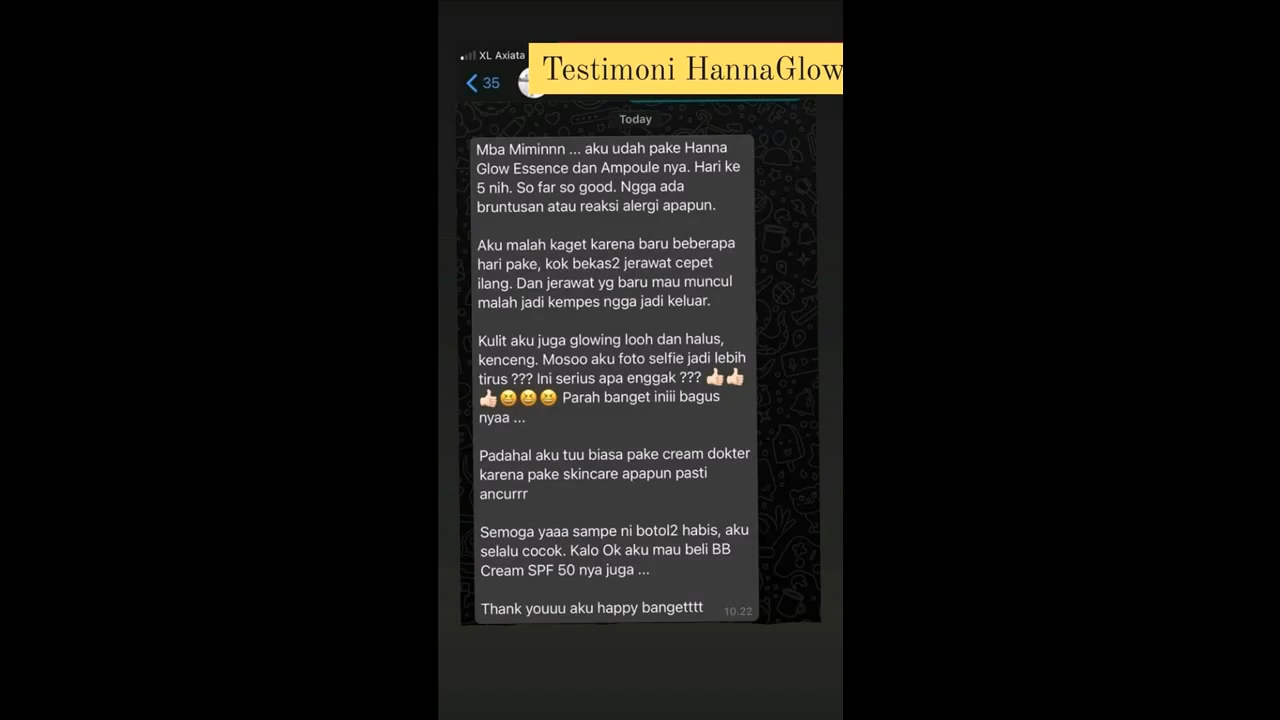 XL Axiata
Testimoni HannaGlow
35
Today
Mba Miminnn ... aku udah pake Hanna
Glow Essence dan Ampoule nya. Hari ke
5 nih. So far so good. Ngga ada
bruntusan atau reaksi alergi apapun.
Aku malah kaget karena baru beberapa
hari pake, kok bekas2 jerawat cepet
ilang. Dan jerawat yg baru mau muncul
malah jadi kempes ngga jadi keluar.
Kulit aku juga glowing looh dan halus,
kenceng. Mosoo aku foto selfie jadi lebih
tirus ??? Ini serius apa enggak ??? 👍🏻👍🏻
👍🏻😆😆😆 Parah banget iniii bagus
nyaa ...
Padahal aku tuu biasa pake cream dokter
karena pake skincare apapun pasti
ancurrr
Semoga yaaa sampe ni botol2 habis, aku
selalu cocok. Kalo Ok aku mau beli BB
Cream SPF 50 nya juga ...
Thank youuu aku happy bangetttt
10.22